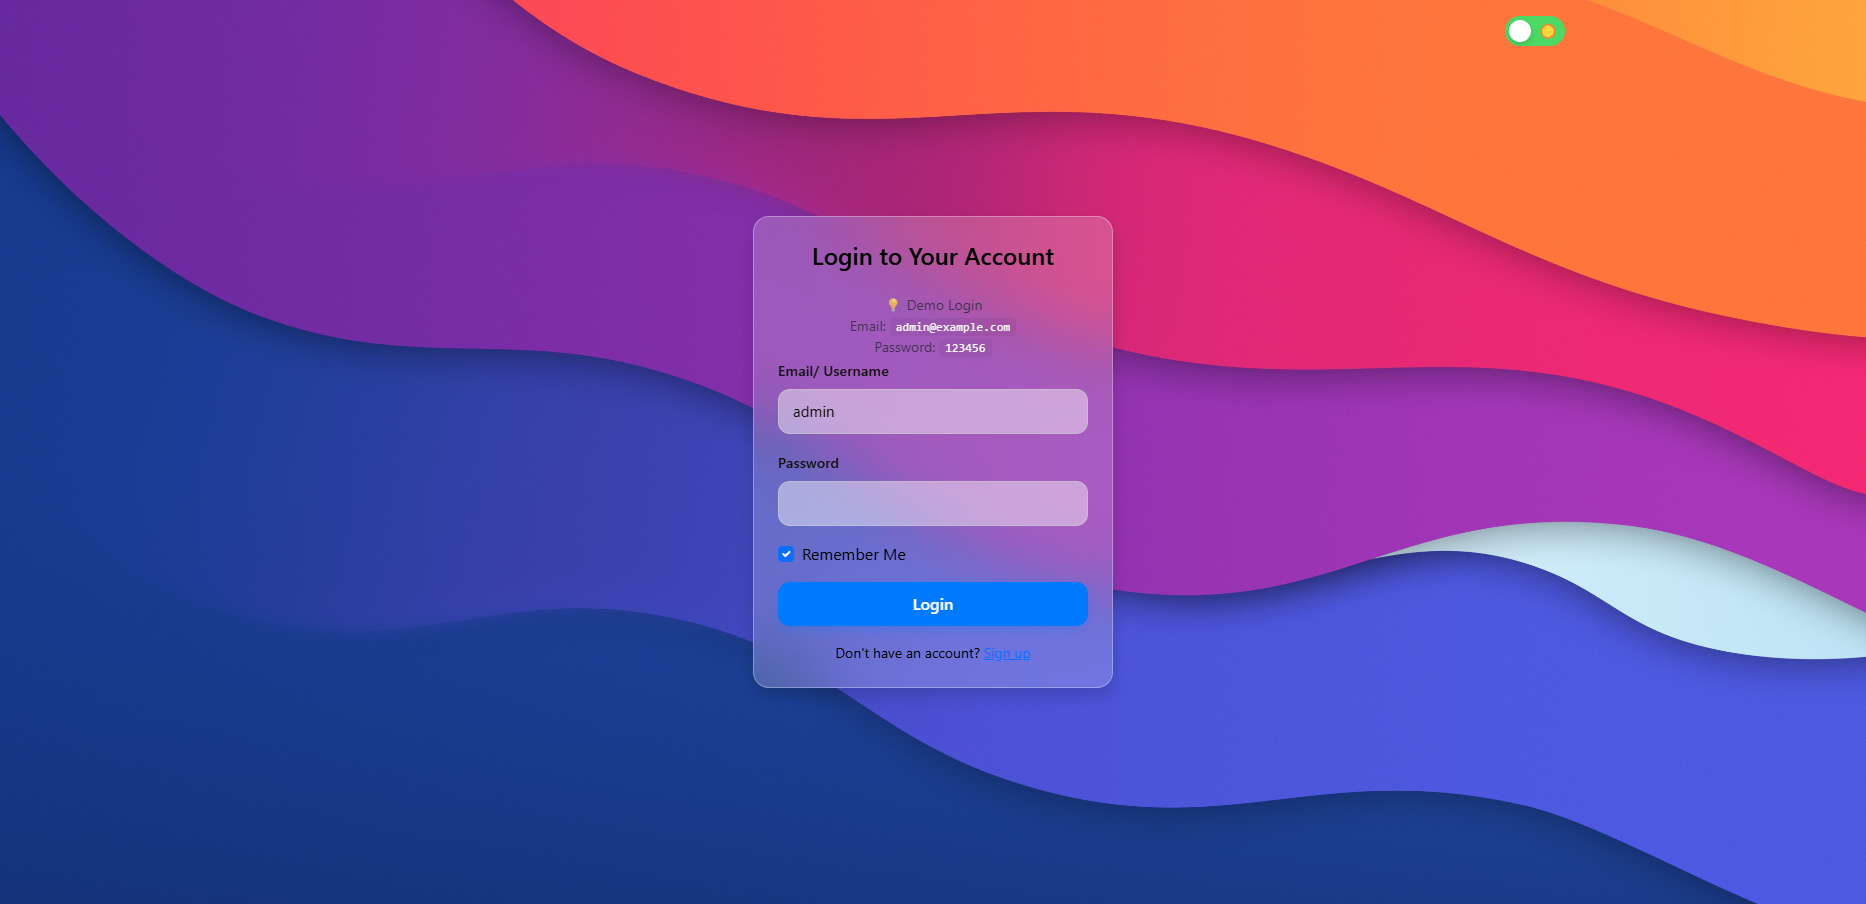 Login to Your Account
Demo Login
Email: admin@example.com
Password: 123456
Email/ Username
admin
Password
Remember Me
Login
Don't have an account? Sign up